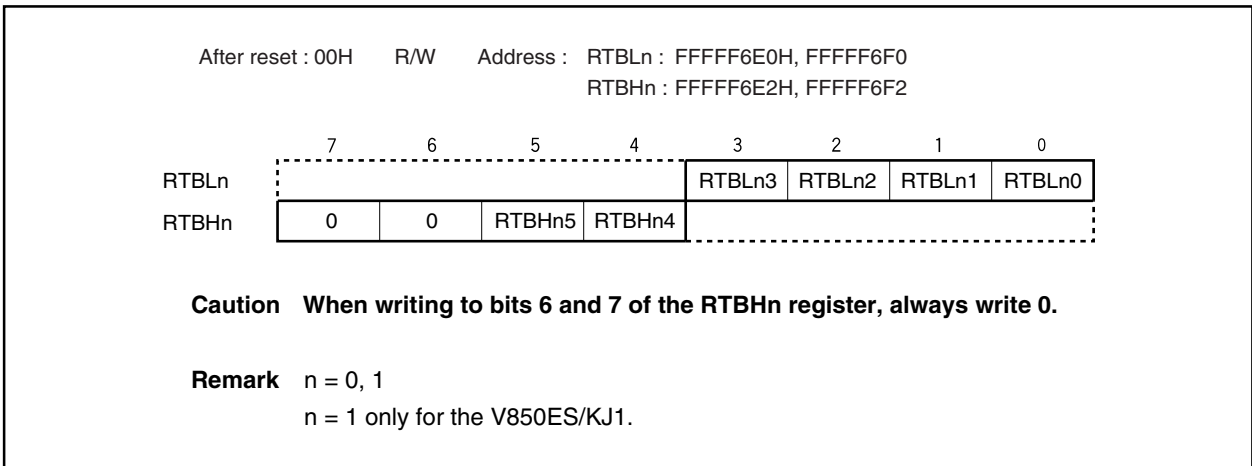 After reset : 00H R/W Address : RTBLn : FFFFF6E0H, FFFFF6F0
RTBHn : FFFFF6E2H, FFFFF6F2
7 6 5 4 3 2 1 0
RTBLn RTBLn3 RTBLn2 RTBLn1 RTBLn0
RTBHn 0 0 RTBHn5 RTBHn4
Caution When writing to bits 6 and 7 of the RTBHn register, always write 0.
Remark n = 0, 1
n = 1 only for the V850ES/KJ1.